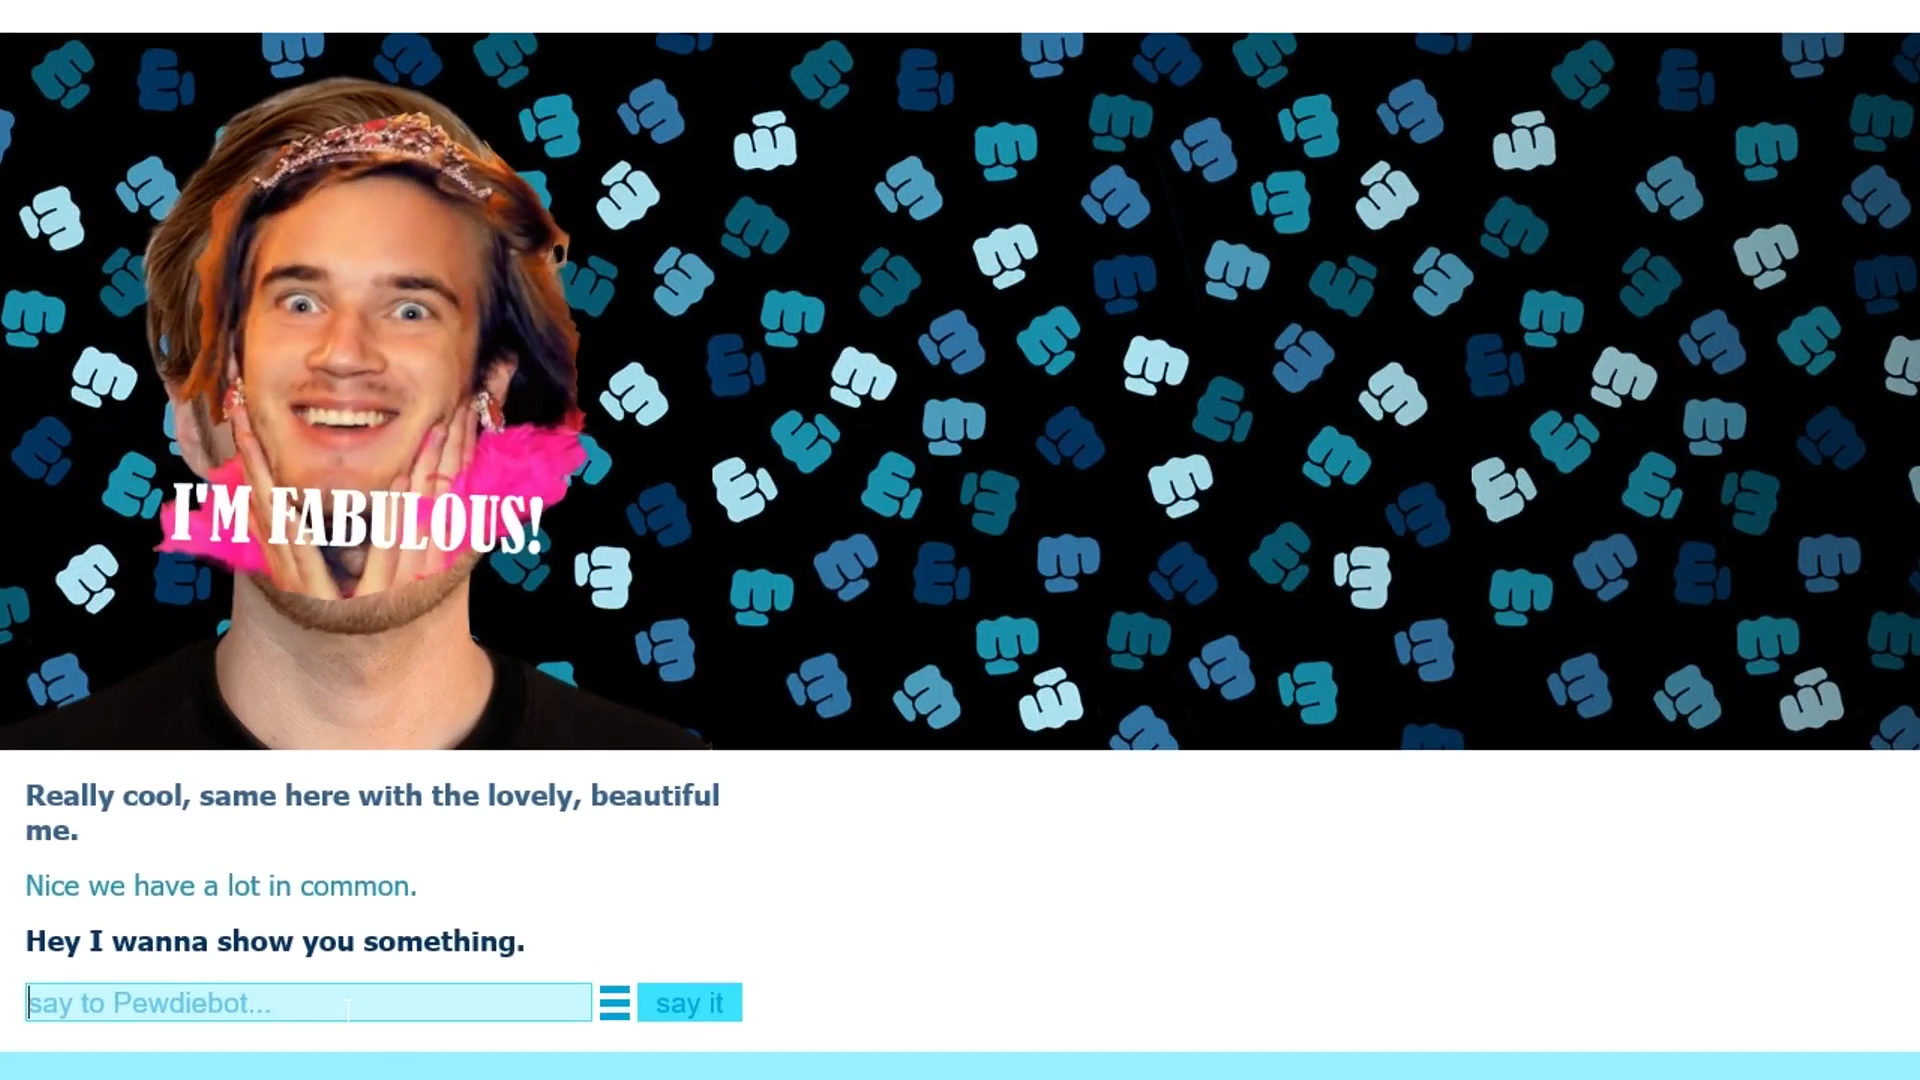 I'M FABULOUS!
Really cool, same here with the lovely, beautiful
me.
Nice we have a lot in common.
Hey I wanna show you something.
say to Pewdiebot...
say it